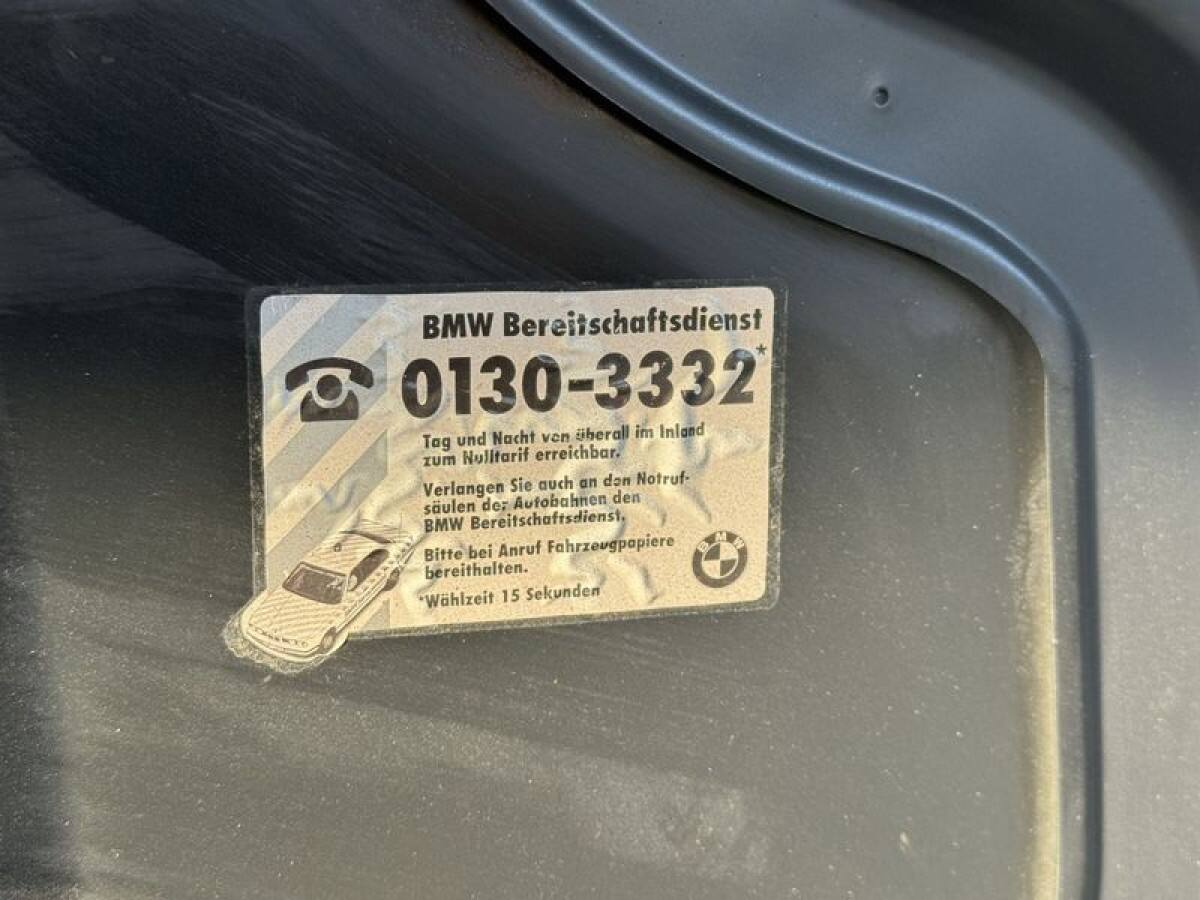 BMW Bereitschaftsdienst
0130-3332*
Tag und Nacht von überall im Inland
zum Nulltarif erreichbar.
Verlangen Sie auch an den Notruf-
säulen der Autobahnen den
BMW Bereitschaftsdienst.
Bitte bei Anruf Fahrzeugpapiere
bereithalten.
BMW
*Wählzeit 15 Sekunden